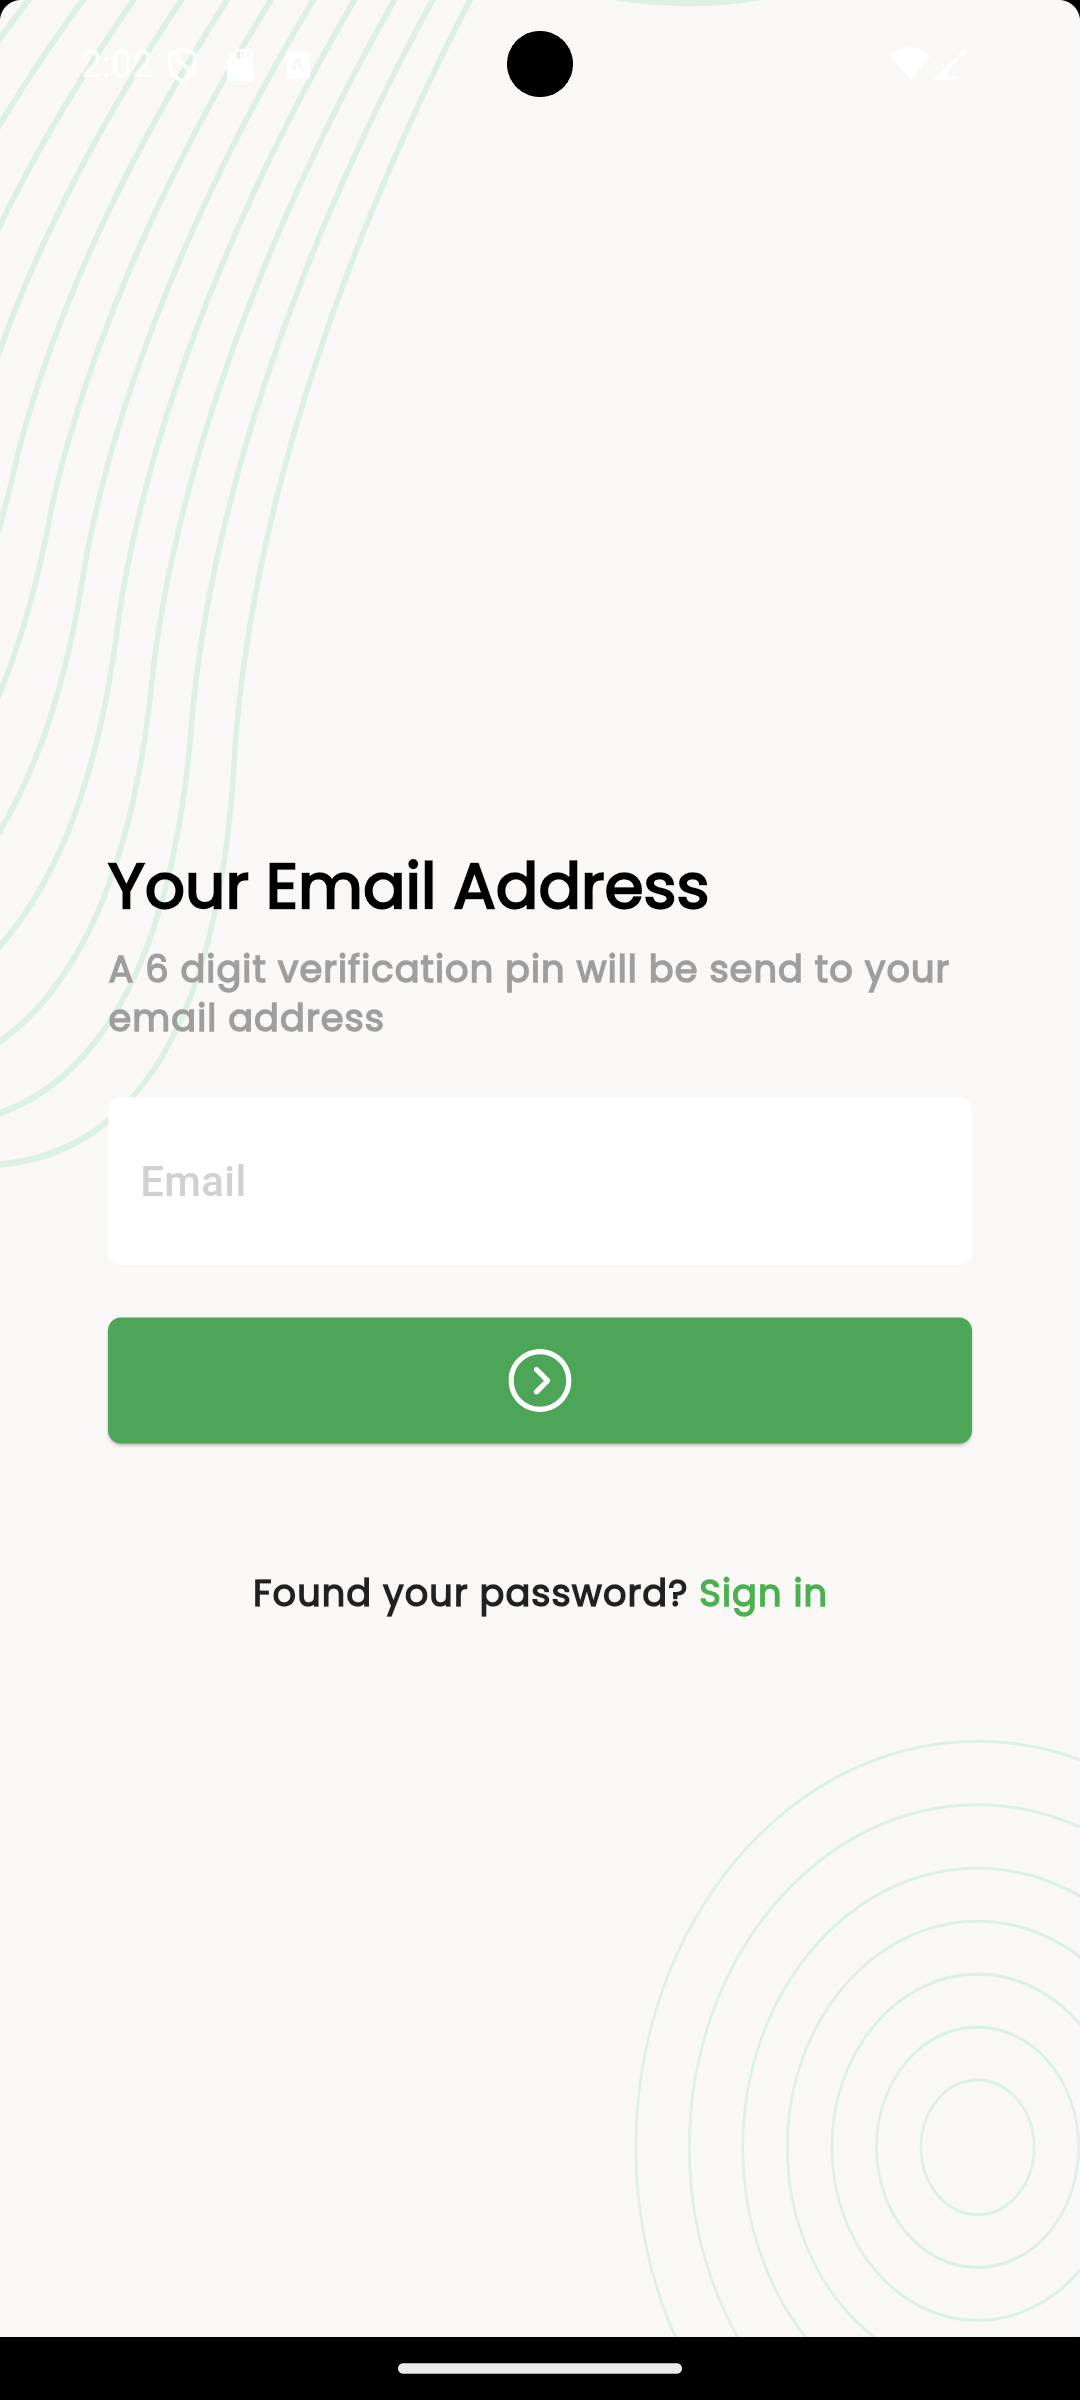 2:02
Your Email Address
A 6 digit verification pin will be send to your
email address
Email
Found your password? Sign in